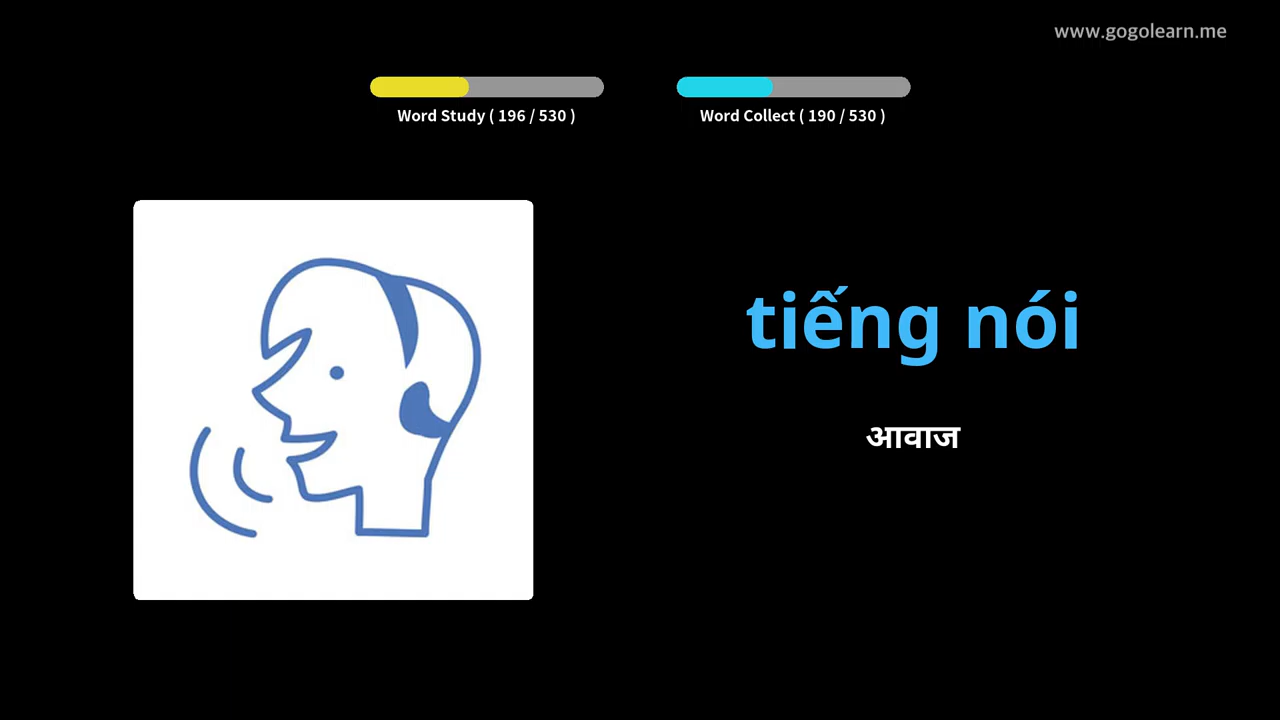 www.gogolearn.me
Word Study ( 196 / 530 )
Word Collect ( 190 / 530 )
tiếng nói
आवाज